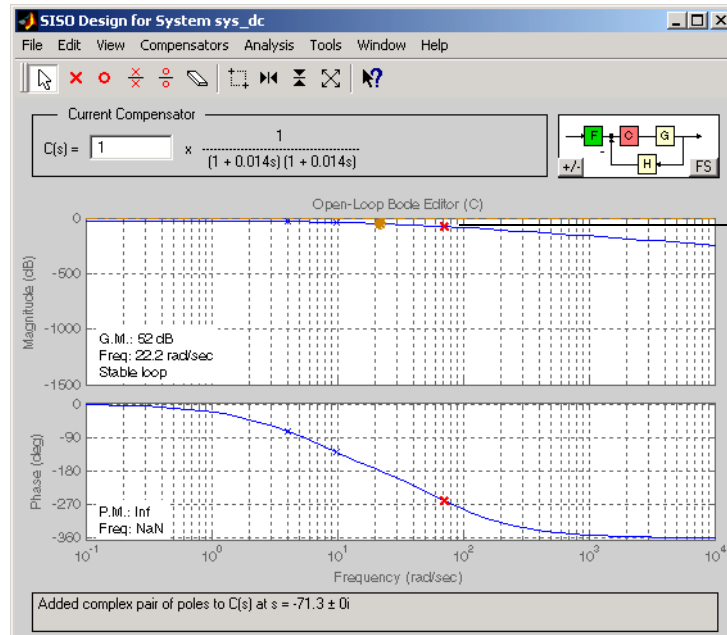 SISO Design for System sys_dc
File Edit View Compensators Analysis Tools Window Help
Current Compensator
C(s) = 1 x 1
(1 + 0.014s) (1 + 0.014s)
F C G
H
+/- FS
Open-Loop Bode Editor (C)
Magnitude (dB)
0
-500
-1000
-1500
G.M.: 52 dB
Freq: 22.2 rad/sec
Stable loop
Phase (deg)
0
-90
-180
-270
-360
P.M.: Inf
Freq: NaN
10^-1 10^0 10^1 10^2 10^3 10^4
Frequency (rad/sec)
Added complex pair of poles to C(s) at s = -71.3 ± 0i